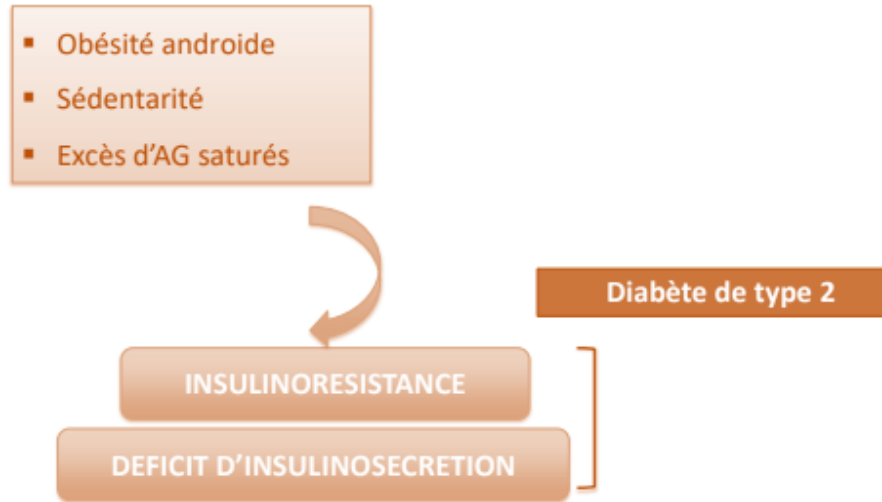 ▪ Obésité androide
▪ Sédentarité
▪ Excès d'AG saturés
Diabète de type 2
INSULINORESISTANCE
DEFICIT D'INSULINOSECRETION